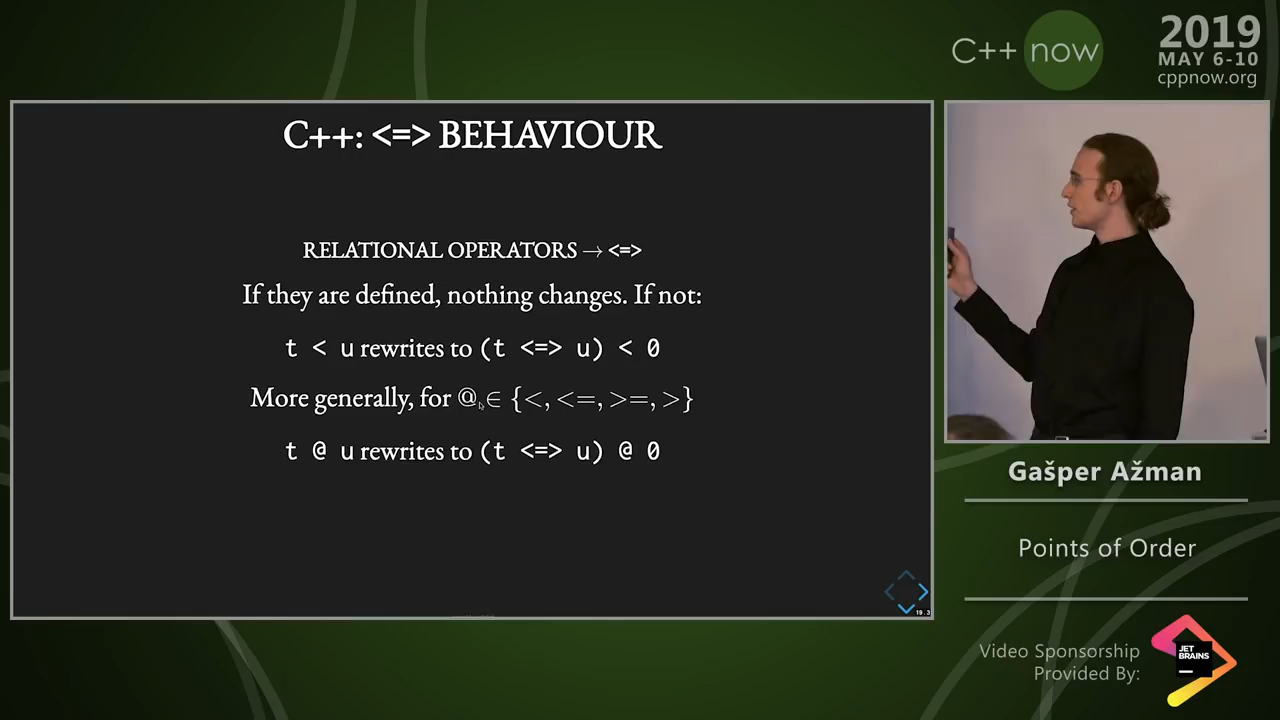 C++ now
2019
MAY 6-10
cppnow.org
C++: <=> BEHAVIOUR
RELATIONAL OPERATORS → <=>
If they are defined, nothing changes. If not:
t < u rewrites to (t <=> u) < 0
More generally, for @ ∈ {<, <=, >=, >}
t @ u rewrites to (t <=> u) @ 0
19.3
Gašper Ažman
Points of Order
Video Sponsorship
Provided By:
JET
BRAINS